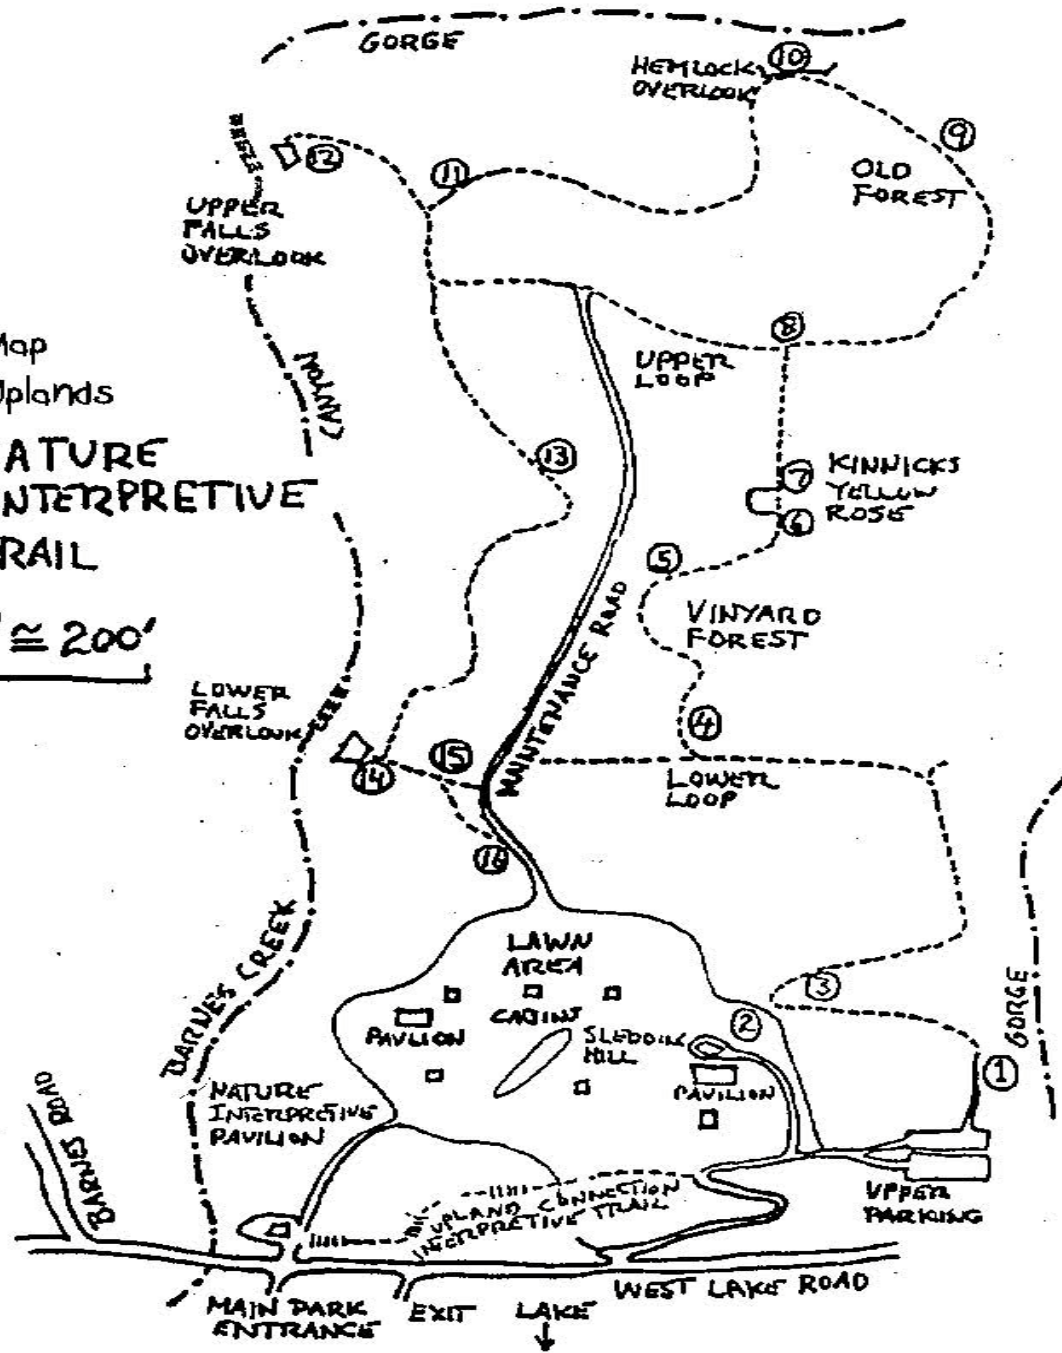 GORGE
HEMLOCK
OVERLOOK
10
9
OLD
FOREST
12
11
UPPER
FALLS
OVERLOOK
8
UPPER
LOOP
Map
Uplands
CANYON
ATURE
NTERPRETIVE
RAIL
≅ 200'
13
7
KINNICKS
YELLOW
ROSE
6
5
VINYARD
FOREST
MAINTENANCE ROAD
LOWER
FALLS
OVERLOOK
4
14
15
LOWER
LOOP
16
LAWN
AREA
CABINS
PAVILION
SLEDDING
HILL
2
3
PAVILION
GORGE
1
BARNES CREEK
NATURE
INTERPRETIVE
PAVILION
BARNES ROAD
UPLAND CONNECTION
INTERPRETIVE TRAIL
UPPER
PARKING
WEST LAKE ROAD
MAIN PARK
ENTRANCE
EXIT
LAKE